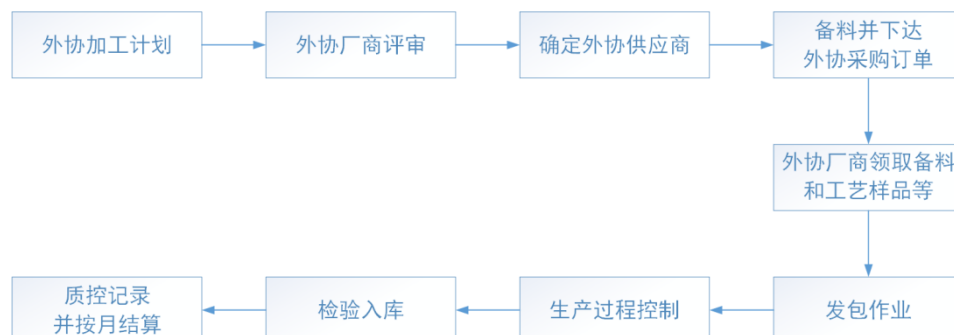 外协加工计划
外协厂商评审
确定外协供应商
备料并下达
外协采购订单
外协厂商领取备料
和工艺样品等
发包作业
生产过程控制
检验入库
质控记录
并按月结算